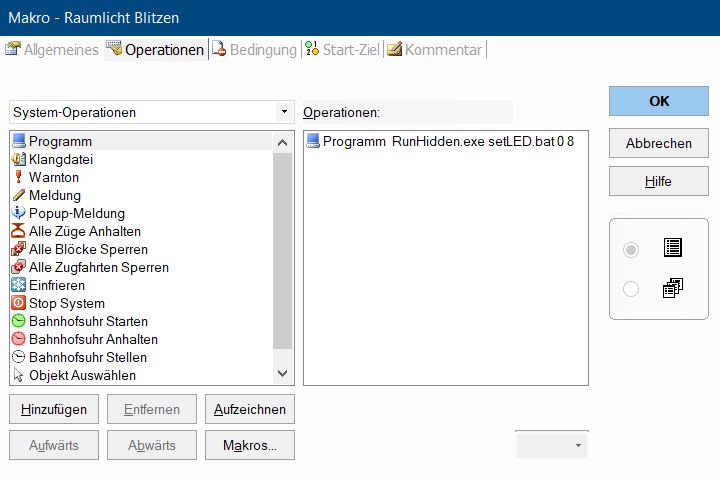 Makro - Raumlicht Blitzen
Allgemeines Operationen Bedingung Start-Ziel Kommentar
System-Operationen
Operationen:
OK
Programm
Klangdatei
Warnton
Meldung
Popup-Meldung
Alle Züge Anhalten
Alle Blöcke Sperren
Alle Zugfahrten Sperren
Einfrieren
Stop System
Bahnhofsuhr Starten
Bahnhofsuhr Anhalten
Bahnhofsuhr Stellen
Objekt Auswählen
Programm RunHidden.exe setLED.bat 0 8
Abbrechen
Hilfe
Hinzufügen Entfernen Aufzeichnen
Aufwärts Abwärts Makros...